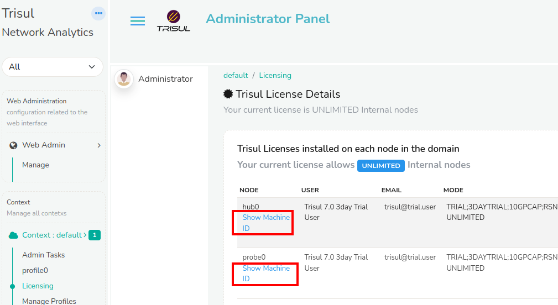 Trisul
Network Analytics
All
Web Administration
configuration related to the
web interface
Web Admin
Manage
Context
Manage all contetxs
Context : default
1
Admin Tasks
profile0
Licensing
Manage Profiles
TRISUL
Administrator Panel
Administrator
default / Licensing
Trisul License Details
Your current license is UNLIMITED Internal nodes
Trisul Licenses installed on each node in the domain
Your current license allows UNLIMITED Internal nodes
NODE USER EMAIL MODE
hub0 Trisul 7.0 3day Trial trisul@trial.user TRIAL;3DAYTRIAL;10GPCAP;RSN
Show Machine User UNLIMITED
ID
probe0 Trisul 7.0 3day Trial trisul@trial.user TRIAL;3DAYTRIAL;10GPCAP;RSN
Show Machine User UNLIMITED
ID